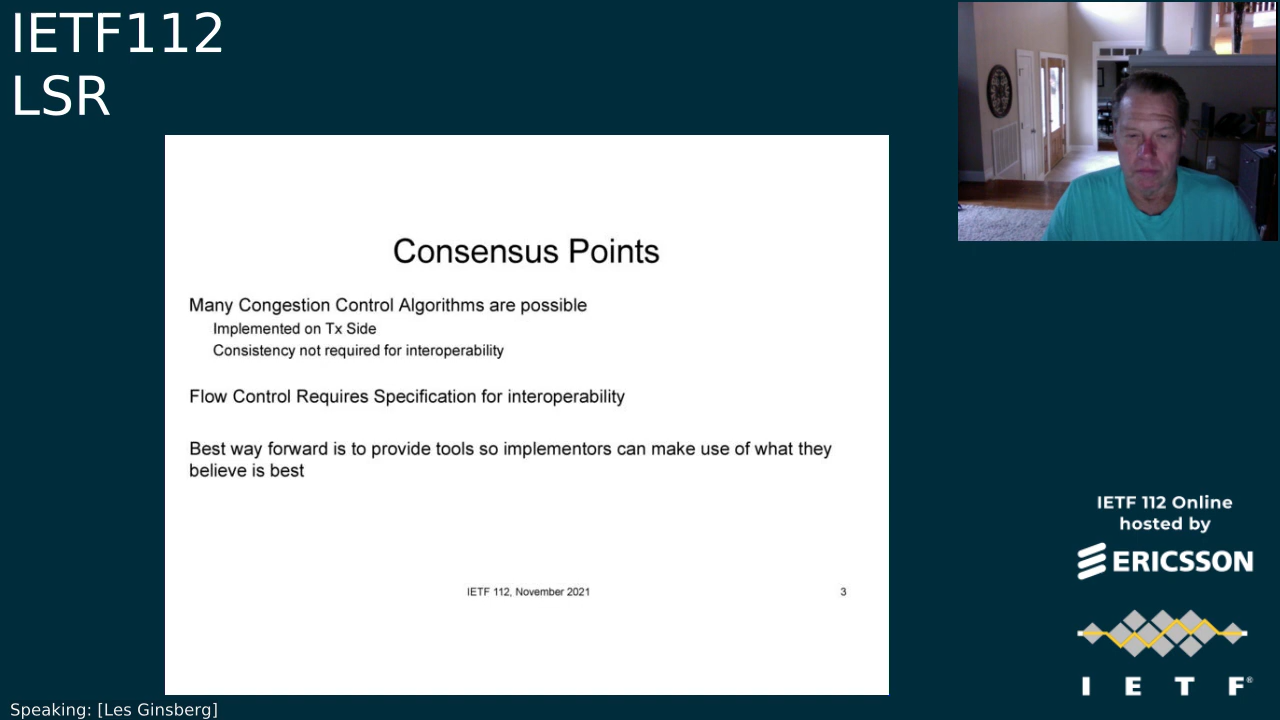 IETF112
LSR
Consensus Points
Many Congestion Control Algorithms are possible
Implemented on Tx Side
Consistency not required for interoperability
Flow Control Requires Specification for interoperability
Best way forward is to provide tools so implementors can make use of what they
believe is best
IETF 112, November 2021
3
IETF 112 Online
hosted by
ERICSSON
I E T F®
Speaking: [Les Ginsberg]